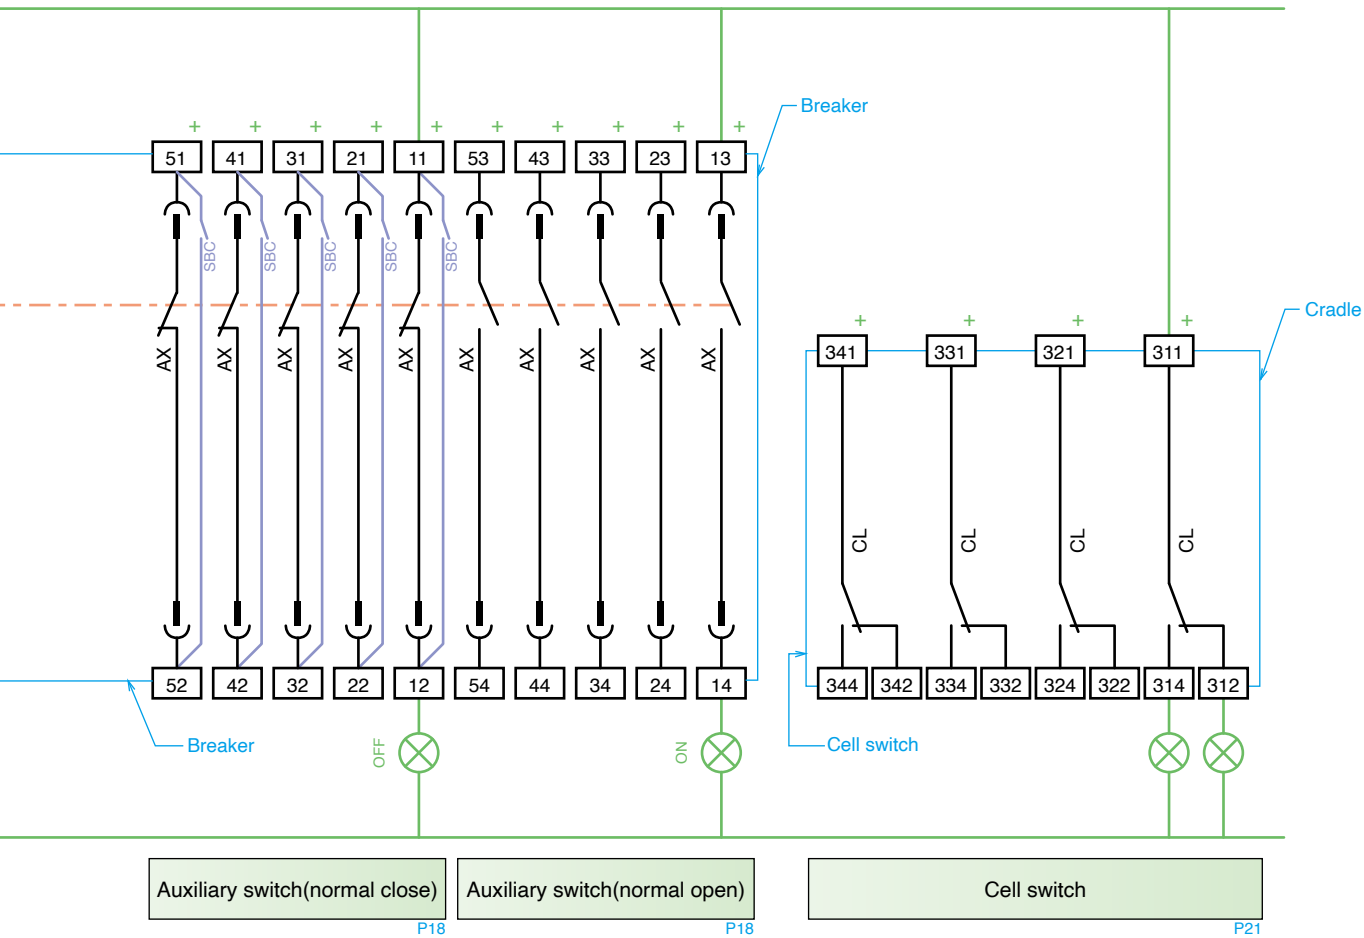 Breaker
+ + + + + + + + + +
51 41 31 21 11 53 43 33 23 13
SBC SBC SBC SBC SBC
Cradle
+ + + +
341 331 321 311
AX AX AX AX AX AX AX AX AX AX
CL CL CL CL
52 42 32 22 12 54 44 34 24 14
344 342 334 332 324 322 314 312
Breaker
OFF
ON
Cell switch
Auxiliary switch(normal close)
Auxiliary switch(normal open)
Cell switch
P18
P18
P21